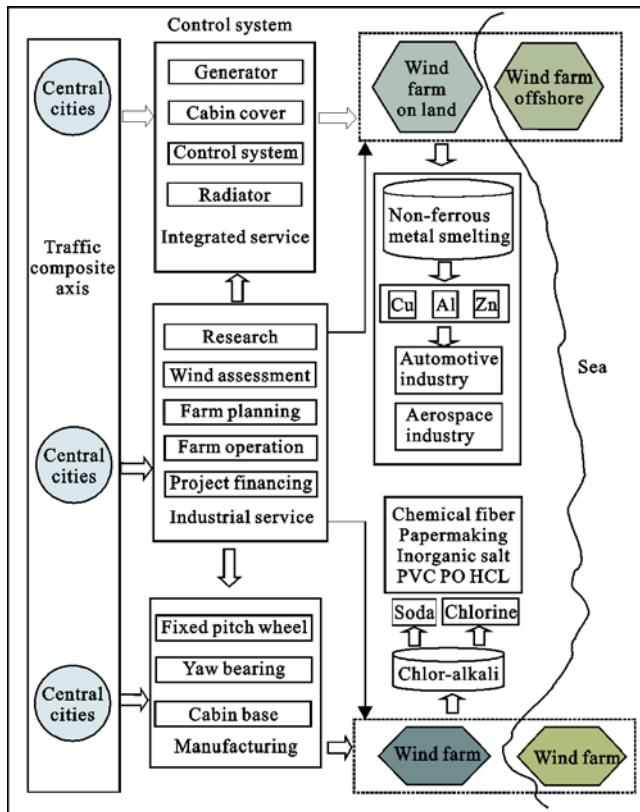 Control system
Central
cities
Generator
Cabin cover
Control system
Radiator
Integrated service
Wind
farm
on land
Wind farm
offshore
Non-ferrous
metal smelting
Cu Al Zn
Automotive
industry
Aerospace
industry
Traffic
composite
axis
Sea
Research
Wind assessment
Farm planning
Farm operation
Project financing
Industrial service
Central
cities
Chemical fiber
Papermaking
Inorganic salt
PVC PO HCL
Soda Chlorine
Chlor-alkali
Central
cities
Fixed pitch wheel
Yaw bearing
Cabin base
Manufacturing
Wind farm
Wind farm